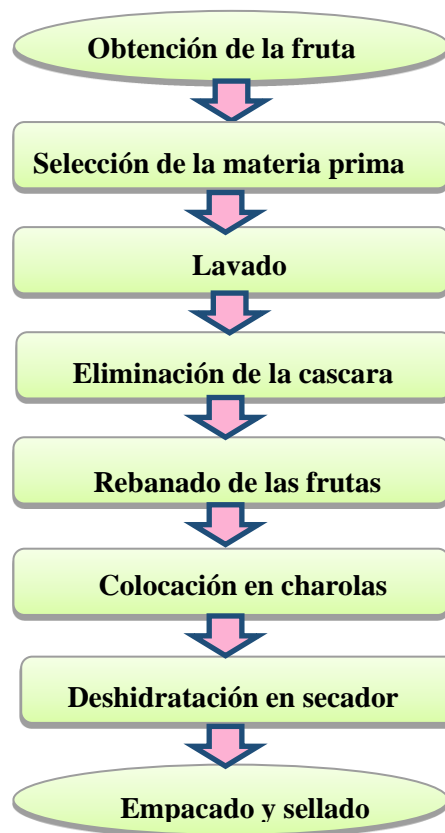 Obtención de la fruta
Selección de la materia prima
Lavado
Eliminación de la cascara
Rebanado de las frutas
Colocación en charolas
Deshidratación en secador
Empacado y sellado